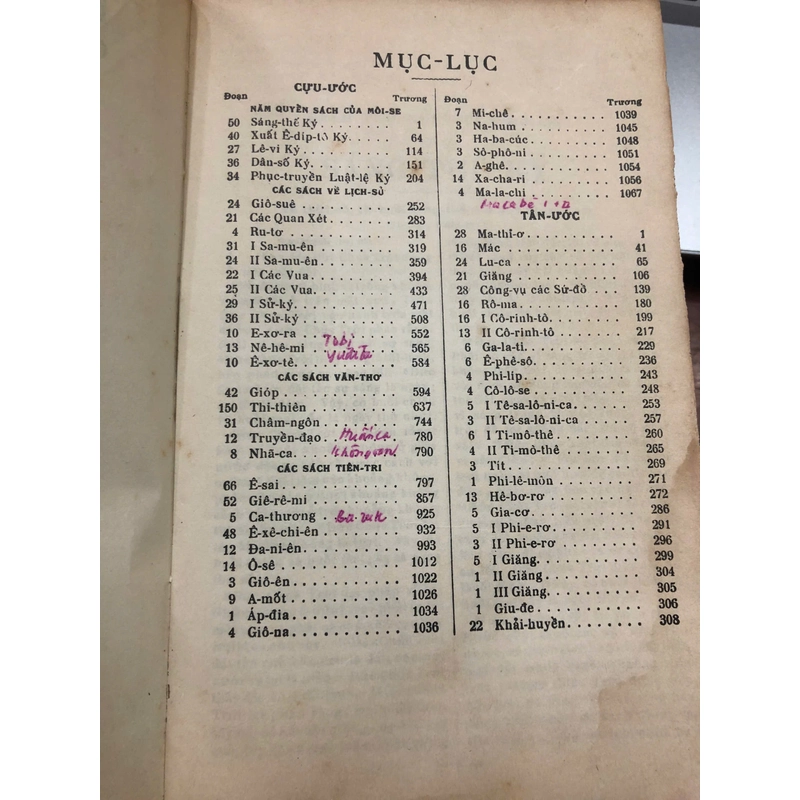 MỤC-LỤC
CỰU-ƯỚC
Đoạn Trương
NĂM QUYỂN SÁCH CỦA MÔI-SE
50 Sáng-thế Ký 1
40 Xuất Ê-díp-tô Ký 64
27 Lê-vi Ký 114
36 Dân-số Ký 151
34 Phục-truyền Luật-lệ Ký 204
CÁC SÁCH VỀ LỊCH-SỬ
24 Giô-suê 252
21 Các Quan Xét 283
4 Ru-tơ 314
31 I Sa-mu-ên 319
24 II Sa-mu-ên 359
22 I Các Vua 394
25 II Các Vua 433
29 I Sử-ký 471
36 II Sử-ký 508
10 E-xơ-ra 552
13 Nê-hê-mi 565
10 Ê-xơ-tê 584
CÁC SÁCH VĂN-THƠ
42 Gióp 594
150 Thi-thiên 637
31 Châm-ngôn 744
12 Truyền-đạo 780
8 Nhã-ca 790
CÁC SÁCH TIÊN-TRI
66 Ê-sai 797
52 Giê-rê-mi 857
5 Ca-thương Ba-ruk 925
48 Ê-xê-chi-ên 932
12 Đa-ni-ên 993
14 Ô-sê 1012
3 Giô-ên 1022
9 A-mốt 1026
1 Áp-đia 1034
4 Giô-na 1036
Đoạn Trương
7 Mi-chê 1039
3 Na-hum 1045
3 Ha-ba-cúc 1048
3 Sô-phô-ni 1051
2 A-ghê 1054
14 Xa-cha-ri 1056
4 Ma-la-chi 1067
TÂN-ƯỚC
28 Ma-thi-ơ 1
16 Mác 41
24 Lu-ca 65
21 Giăng 106
28 Công-vụ các Sứ-đồ 139
16 Rô-ma 180
16 I Cô-rinh-tô 199
13 II Cô-rinh-tô 217
6 Ga-la-ti 229
6 Ê-phê-sô 236
4 Phi-líp 243
4 Cô-lô-se 248
5 I Tê-sa-lô-ni-ca 253
3 II Tê-sa-lô-ni-ca 257
6 I Ti-mô-thê 260
4 II Ti-mô-thê 265
3 Tít 269
1 Phi-lê-môn 271
13 Hê-bơ-rơ 272
5 Gia-cơ 286
5 I Phi-e-rơ 291
3 II Phi-e-rơ 296
5 I Giăng 299
1 II Giăng 304
1 III Giăng 305
1 Giu-đe 306
22 Khải-huyền 308